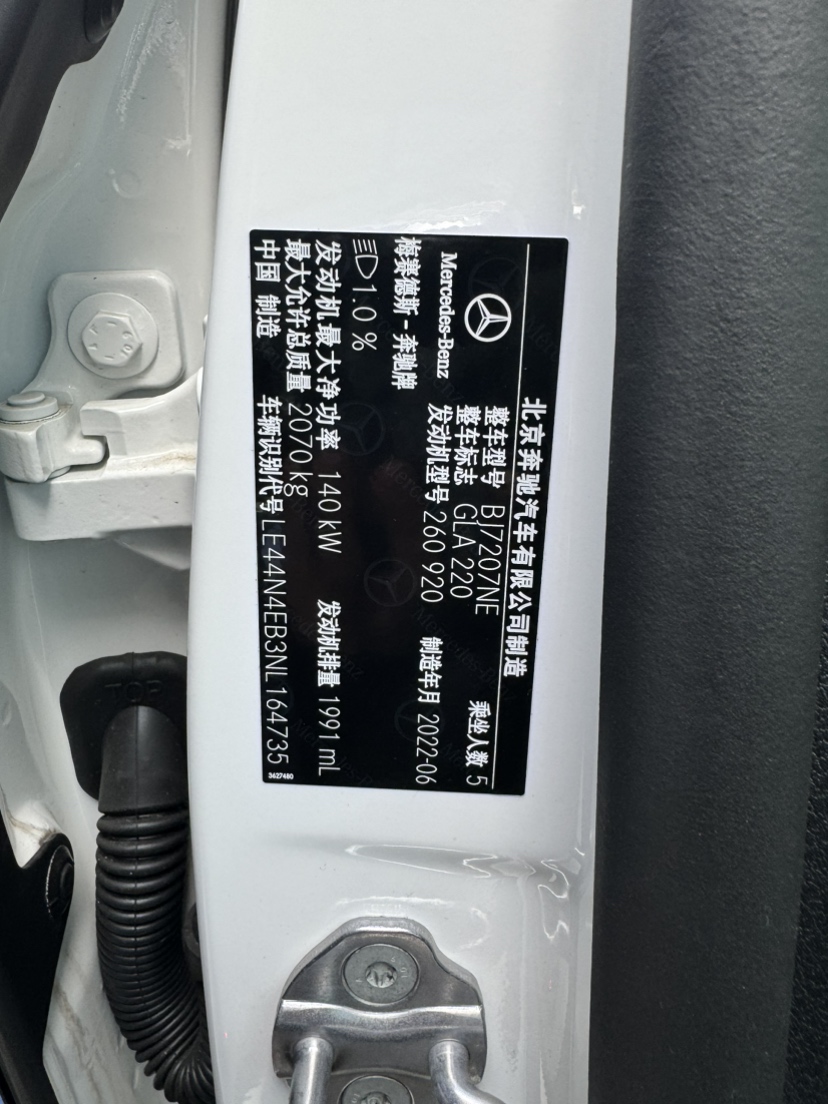 北京奔驰汽车有限公司制造
Mercedes-Benz
整车型号 BJ7207NE 乘坐人数 5
整车标志 GLA 220
发动机型号 260 920 制造年月 2022-06
梅赛德斯-奔驰牌
1.0 %
发动机最大净功率 140 kW 发动机排量 1991 mL
最大允许总质量 2070 kg
中国 制造 车辆识别代号 LE44N4EB3NL164735
3427480
TOP